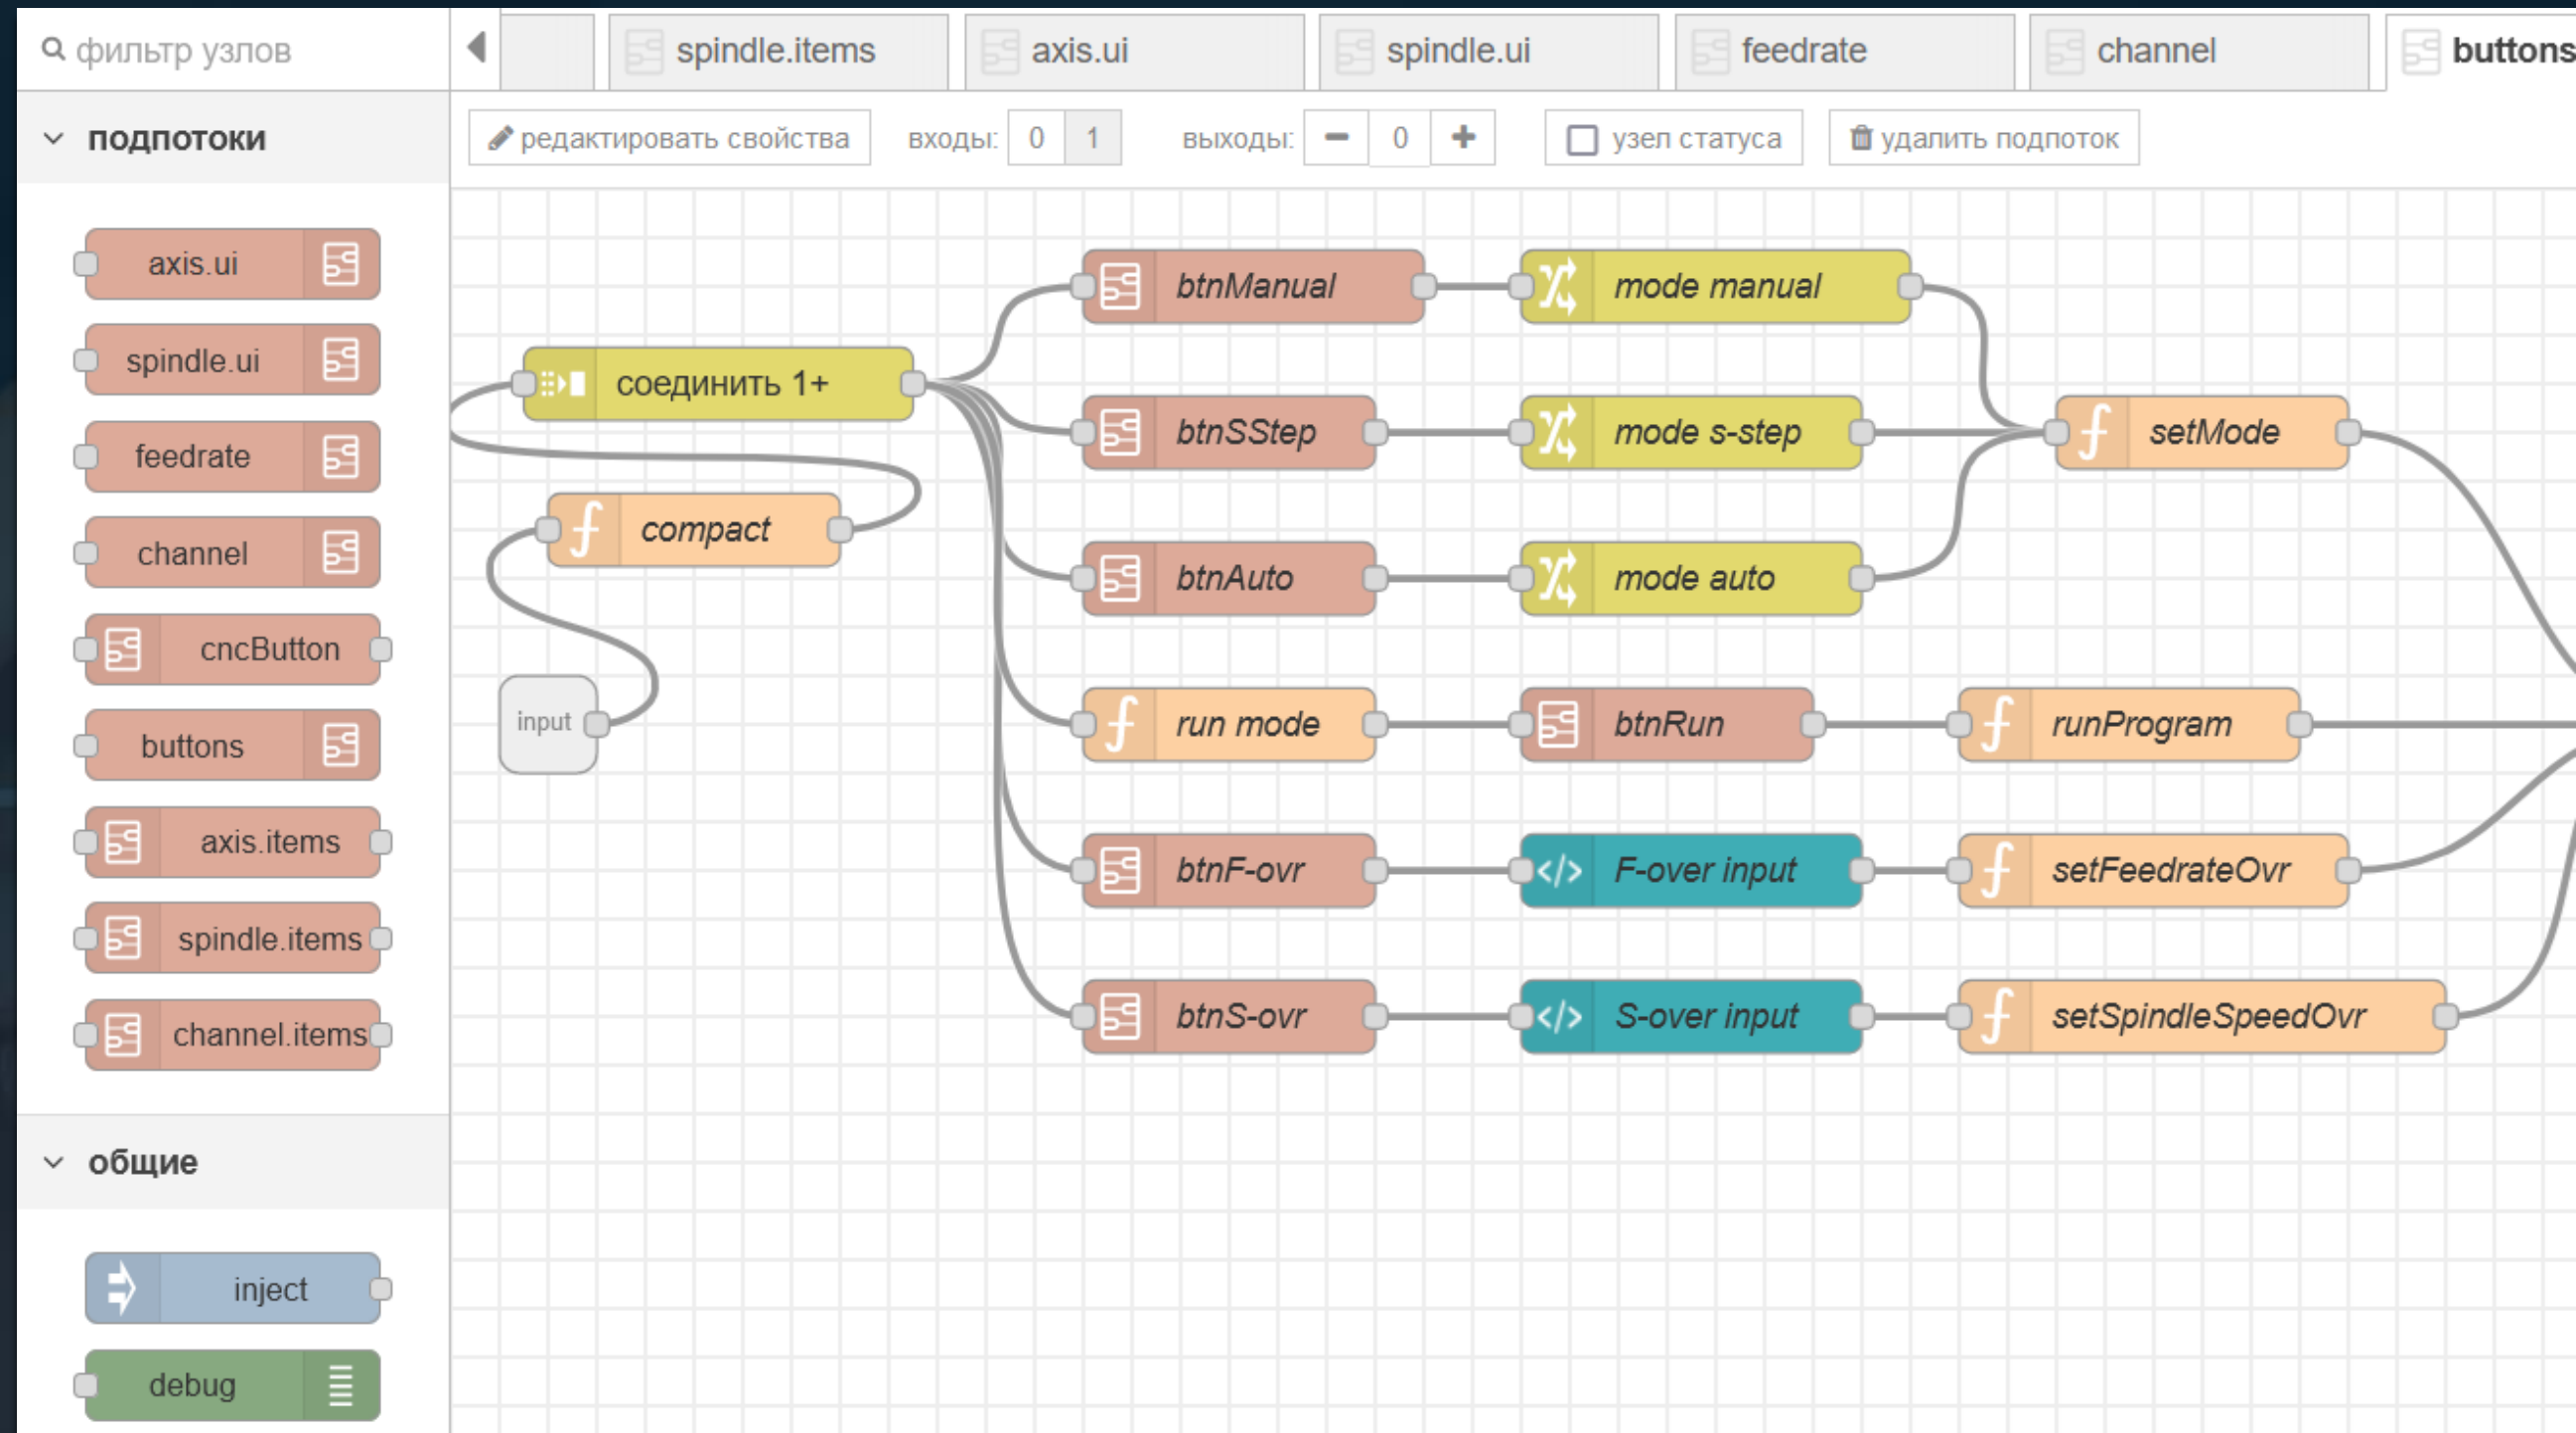 фильтр узлов
spindle.items
axis.ui
spindle.ui
feedrate
channel
buttons
подпотоки
редактировать свойства
входы: 0 1
выходы: 0
узел статуса
удалить подпоток
axis.ui
spindle.ui
feedrate
channel
cncButton
buttons
axis.items
spindle.items
channel.items
общие
inject
debug
соединить 1+
compact
input
btnManual
mode manual
btnSStep
mode s-step
setMode
btnAuto
mode auto
run mode
btnRun
runProgram
btnF-ovr
F-over input
setFeedrateOvr
btnS-ovr
S-over input
setSpindleSpeedOvr